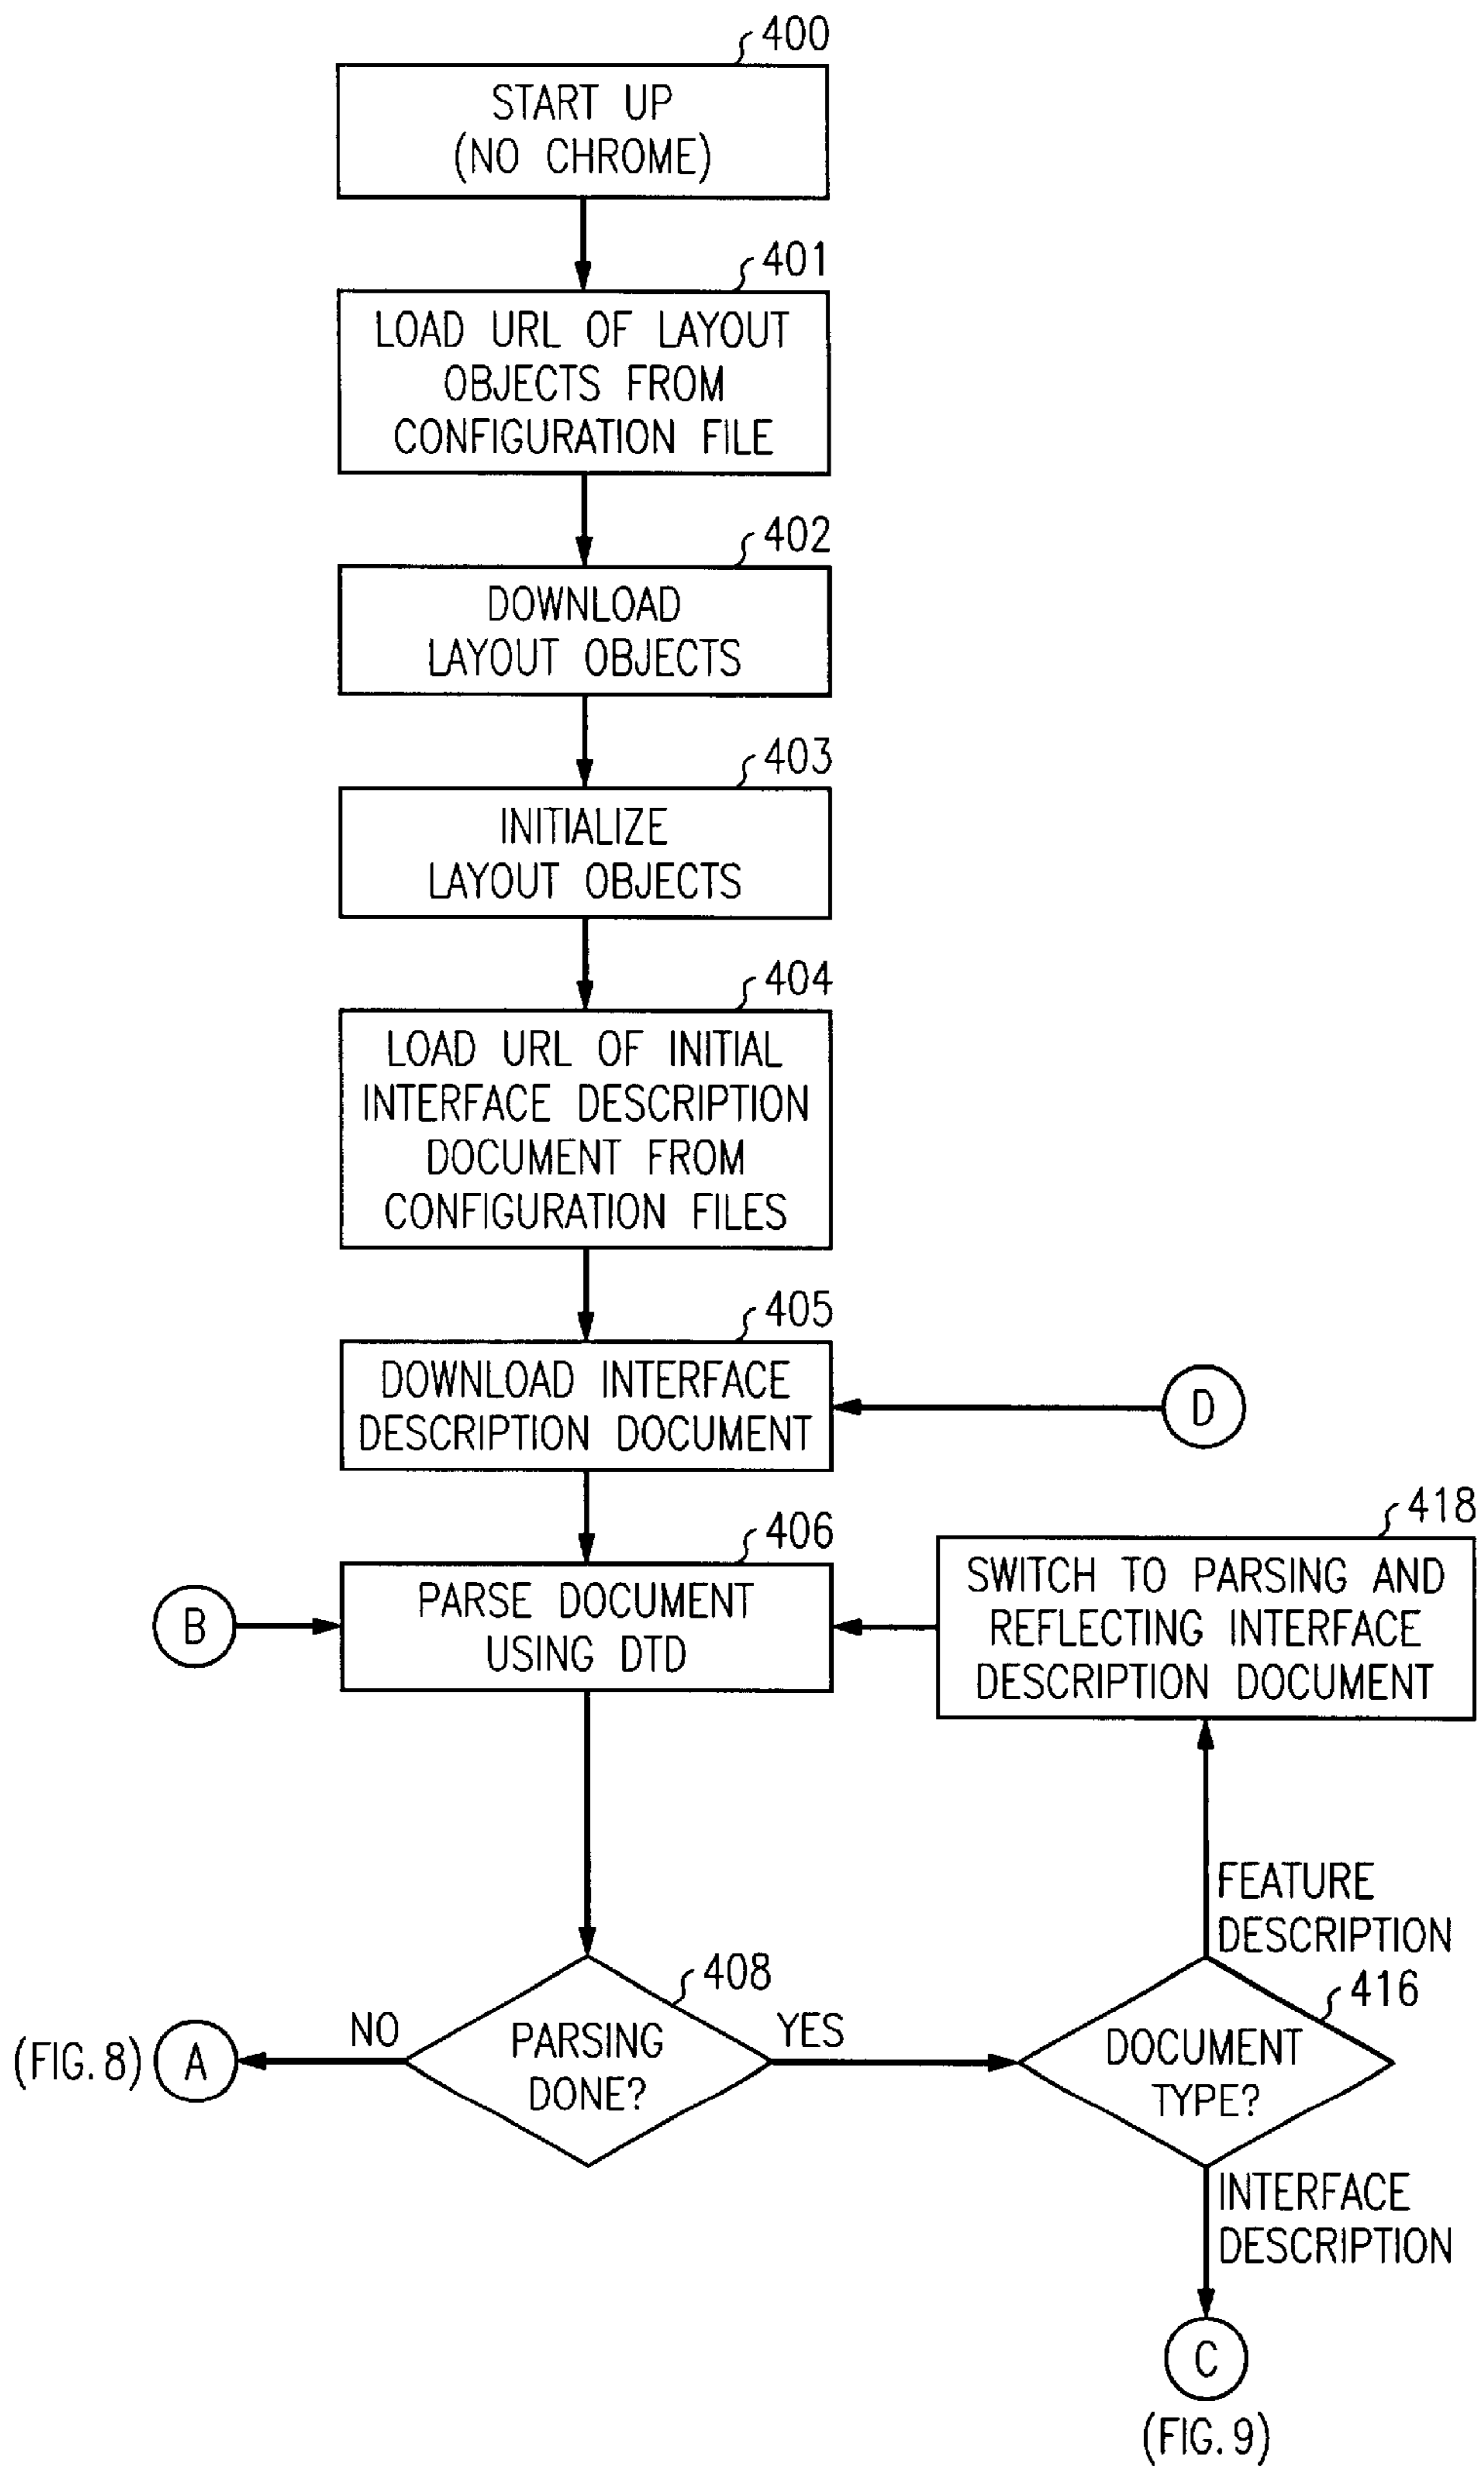 400
START UP
(NO CHROME)
401
LOAD URL OF LAYOUT
OBJECTS FROM
CONFIGURATION FILE
402
DOWNLOAD
LAYOUT OBJECTS
403
INITIALIZE
LAYOUT OBJECTS
404
LOAD URL OF INITIAL
INTERFACE DESCRIPTION
DOCUMENT FROM
CONFIGURATION FILES
405
DOWNLOAD INTERFACE
DESCRIPTION DOCUMENT
D
406
PARSE DOCUMENT
USING DTD
B
418
SWITCH TO PARSING AND
REFLECTING INTERFACE
DESCRIPTION DOCUMENT
FEATURE
DESCRIPTION
408
PARSING
DONE?
NO
(FIG. 8) A
YES
416
DOCUMENT
TYPE?
INTERFACE
DESCRIPTION
C
(FIG. 9)